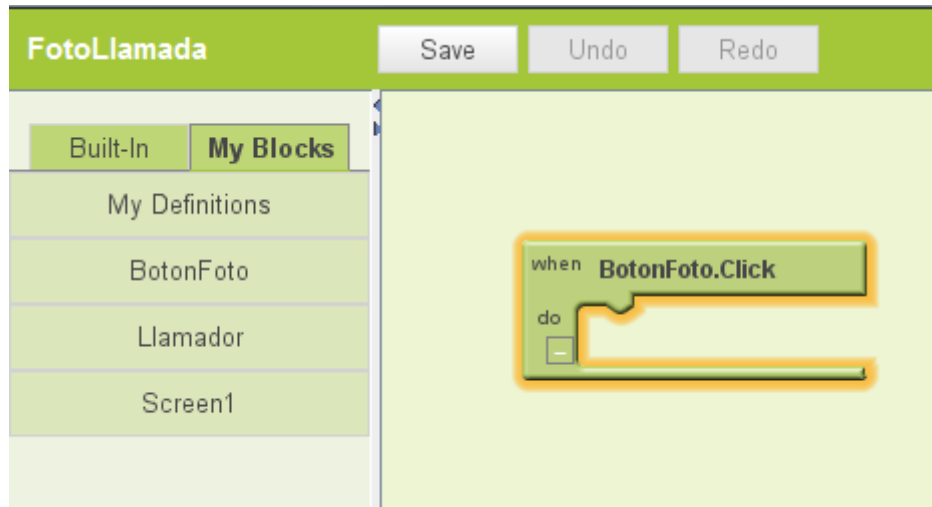 FotoLlamada
Save
Undo
Redo
Built-In
My Blocks
My Definitions
BotonFoto
Llamador
Screen1
when BotonFoto.Click
do